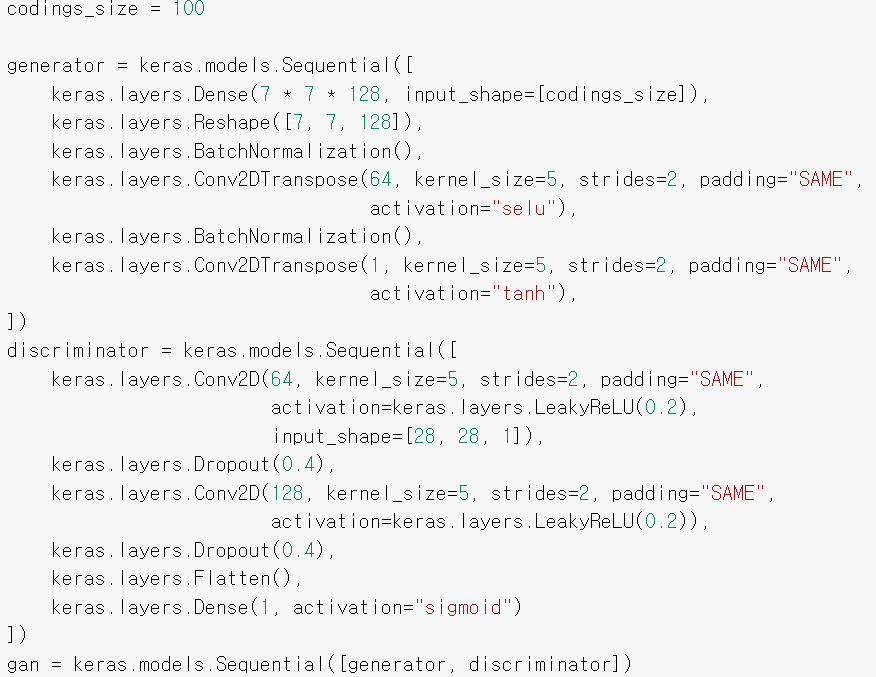 codings_size = 100
generator = keras.models.Sequential([
    keras.layers.Dense(7 * 7 * 128, input_shape=[codings_size]),
    keras.layers.Reshape([7, 7, 128]),
    keras.layers.BatchNormalization(),
    keras.layers.Conv2DTranspose(64, kernel_size=5, strides=2, padding="SAME",
                                 activation="selu"),
    keras.layers.BatchNormalization(),
    keras.layers.Conv2DTranspose(1, kernel_size=5, strides=2, padding="SAME",
                                 activation="tanh"),
])
discriminator = keras.models.Sequential([
    keras.layers.Conv2D(64, kernel_size=5, strides=2, padding="SAME",
                        activation=keras.layers.LeakyReLU(0.2),
                        input_shape=[28, 28, 1]),
    keras.layers.Dropout(0.4),
    keras.layers.Conv2D(128, kernel_size=5, strides=2, padding="SAME",
                        activation=keras.layers.LeakyReLU(0.2)),
    keras.layers.Dropout(0.4),
    keras.layers.Flatten(),
    keras.layers.Dense(1, activation="sigmoid")
])
gan = keras.models.Sequential([generator, discriminator])